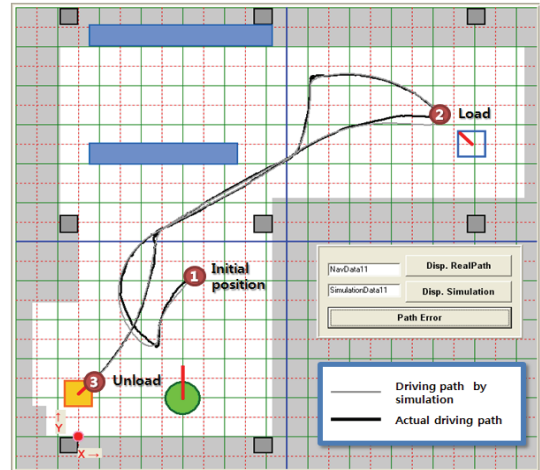 2 Load
1 Initial
position
NavData11 Disp. RealPath
SimulationData11 Disp. Simulation
Path Error
3 Unload
Driving path by
simulation
Actual driving path
↑
Y
X →